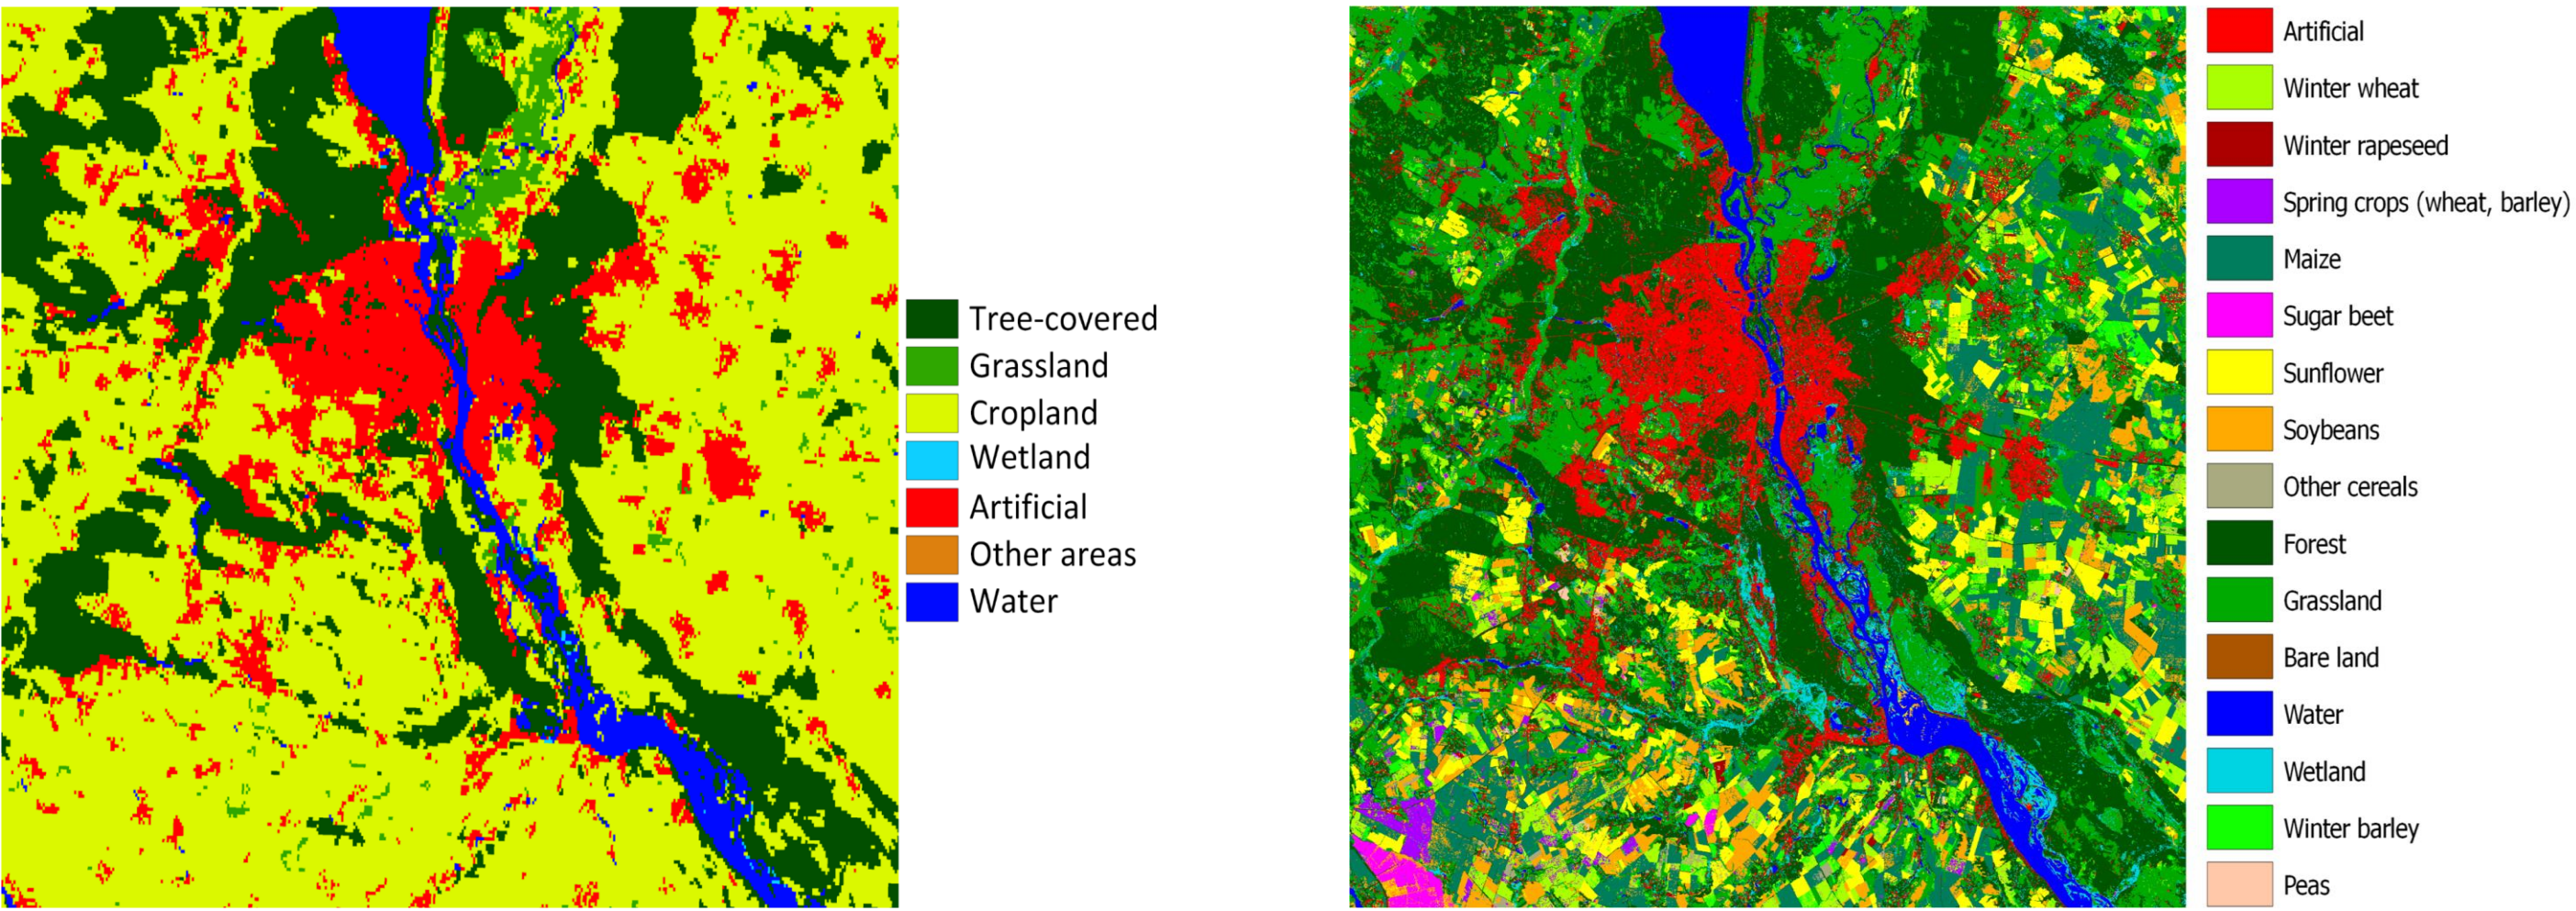 Tree-covered
Grassland
Cropland
Wetland
Artificial
Other areas
Water
Artificial
Winter wheat
Winter rapeseed
Spring crops (wheat, barley)
Maize
Sugar beet
Sunflower
Soybeans
Other cereals
Forest
Grassland
Bare land
Water
Wetland
Winter barley
Peas